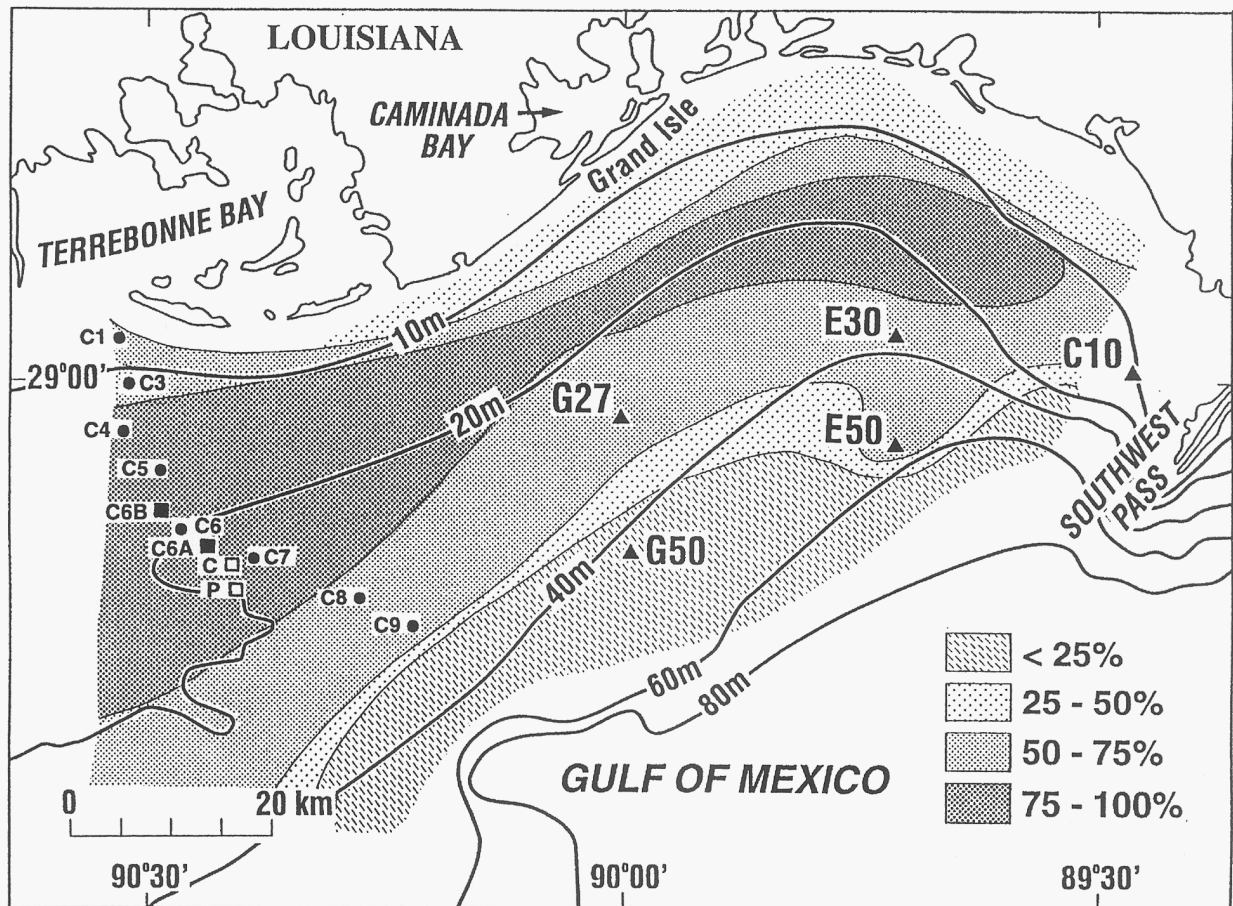 LOUISIANA
CAMINADA
BAY
Grand Isle
TERREBONNE BAY
10m
C1
29°00'
C3
E30
C10
20m
G27
C4
E50
C5
SOUTHWEST
PASS
C6B
C6
C6A
G50
C
C7
P
40m
C8
C9
60m
80m
< 25%
25 - 50%
50 - 75%
75 - 100%
GULF OF MEXICO
0
20 km
90°30'
90°00'
89°30'